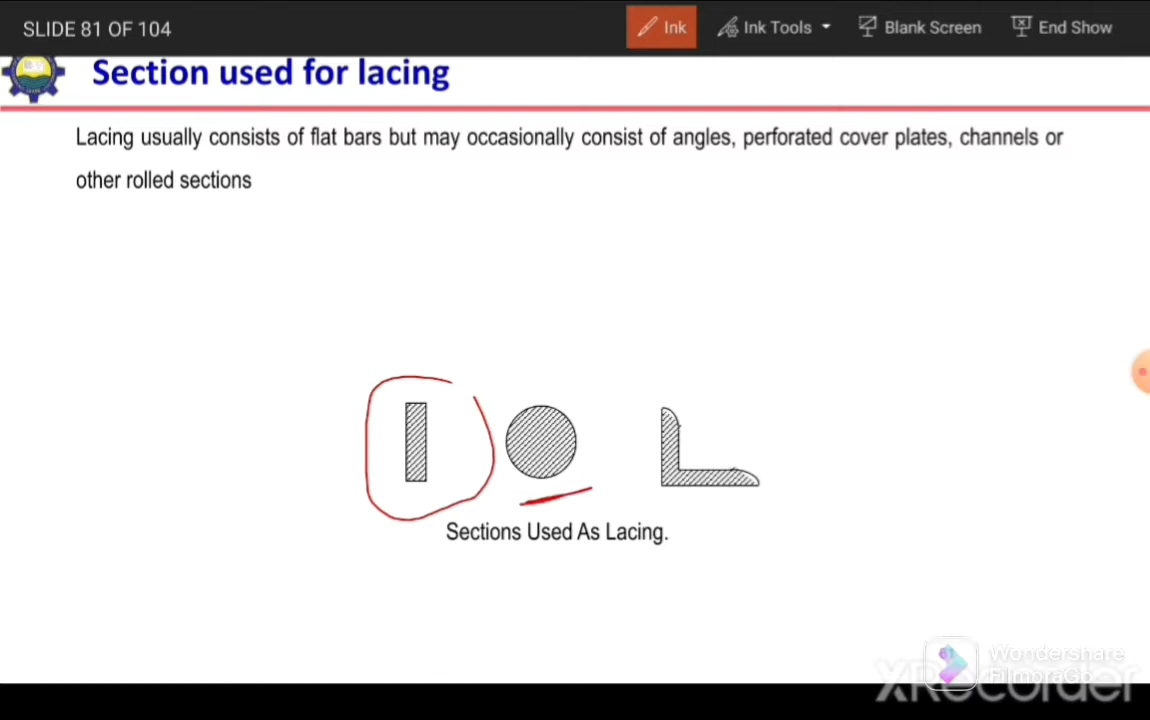 SLIDE 81 OF 104
Ink
Ink Tools
Blank Screen
End Show
Section used for lacing
Lacing usually consists of flat bars but may occasionally consist of angles, perforated cover plates, channels or
other rolled sections
Sections Used As Lacing.
Wondershare
FilmoraGo
XRecorder